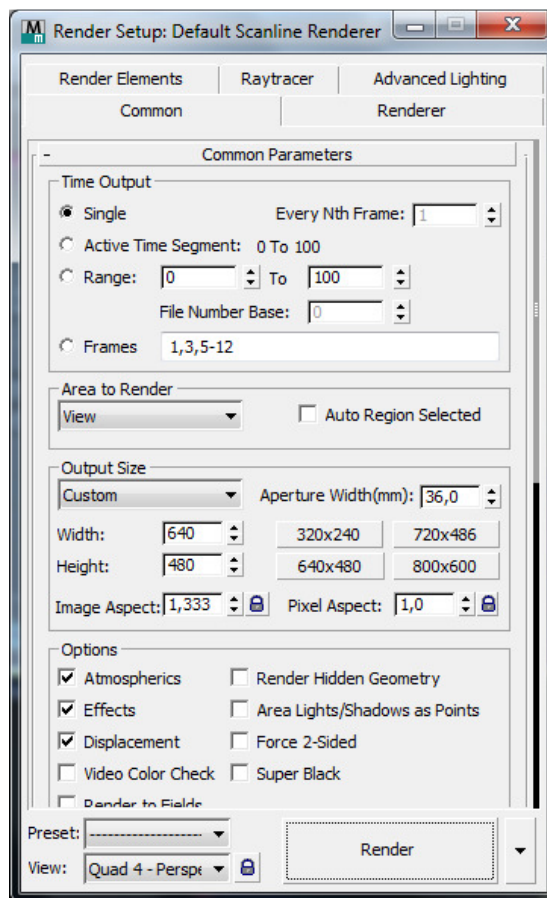 Render Setup: Default Scanline Renderer
Render Elements Raytracer Advanced Lighting
Common Renderer
- Common Parameters
Time Output
Single Every Nth Frame: 1
Active Time Segment: 0 To 100
Range: 0 To 100
File Number Base: 0
Frames 1,3,5-12
Area to Render
View Auto Region Selected
Output Size
Custom Aperture Width(mm): 36,0
Width: 640 320x240 720x486
Height: 480 640x480 800x600
Image Aspect: 1,333 Pixel Aspect: 1,0
Options
Atmospherics Render Hidden Geometry
Effects Area Lights/Shadows as Points
Displacement Force 2-Sided
Video Color Check Super Black
Render to Fields
Preset: --------------------
View: Quad 4 - Perspe Render